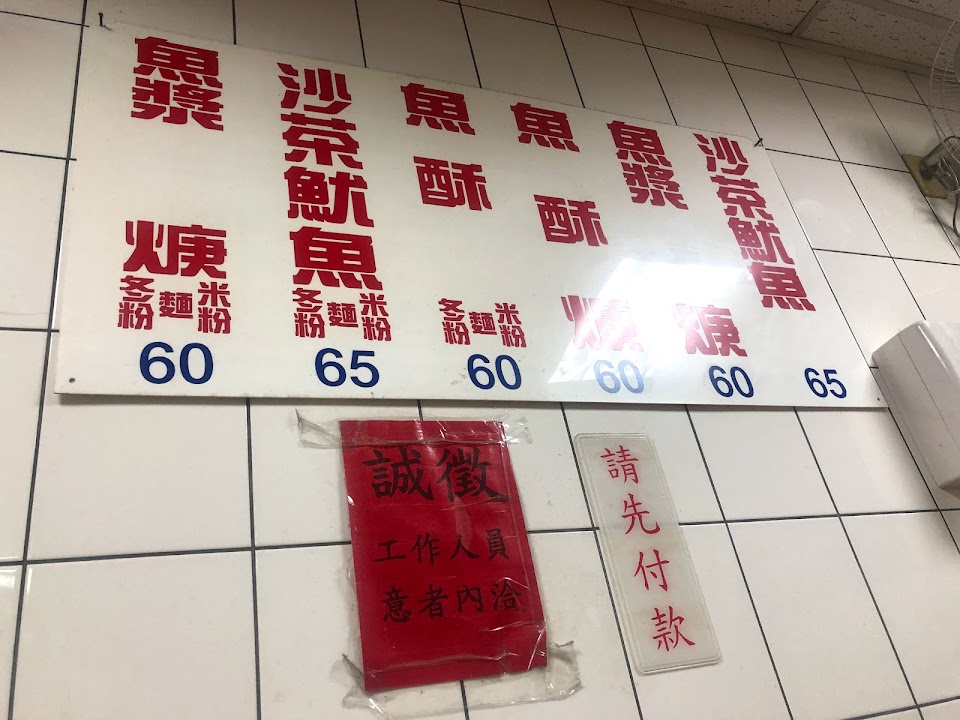 魚漿焿
冬粉 麵 米粉
60
沙茶魷魚
冬粉 麵 米粉
65
魚酥
冬粉 麵 米粉
60
魚酥焿
60
魚漿焿
60
沙茶魷魚
65
誠徵
工作人員
意者內洽
請先付款